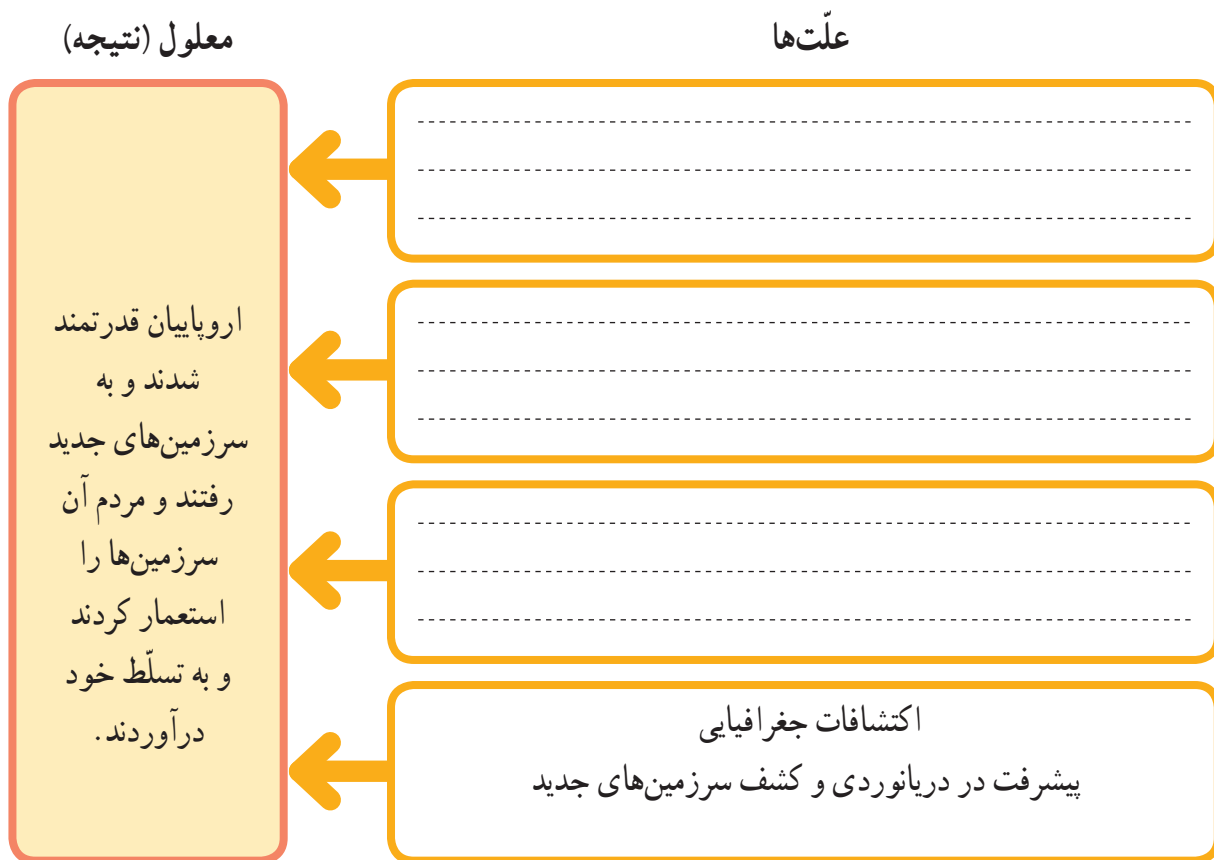 علّت‌ها
معلول (نتیجه)
اکتشافات جغرافیایی
پیشرفت در دریانوردی و کشف سرزمین‌های جدید
اروپاییان قدرتمند
شدند و به
سرزمین‌های جدید
رفتند و مردم آن
سرزمین‌ها را
استعمار کردند
و به تسلّط خود
درآوردند.